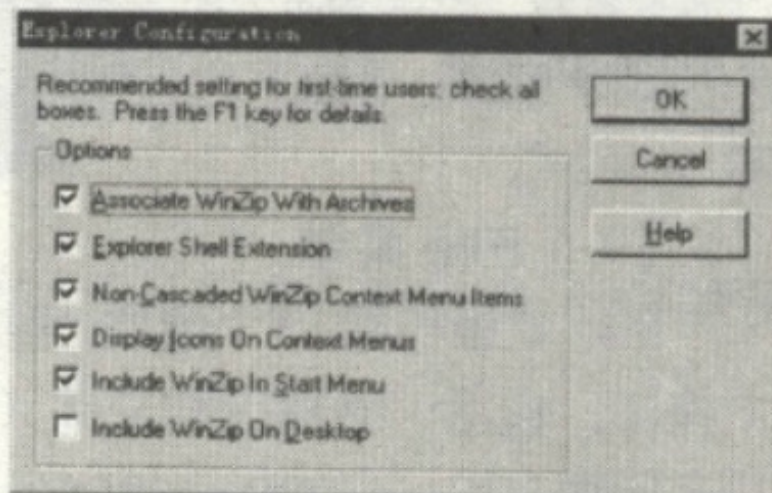 Explorer Configuration
Recommended setting for first-time users: check all
boxes. Press the F1 key for details.
OK
Cancel
Help
Options
Associate WinZip With Archives
Explorer Shell Extension
Non-Cascaded WinZip Context Menu Items
Display Icons On Context Menus
Include WinZip In Start Menu
Include WinZip On Desktop